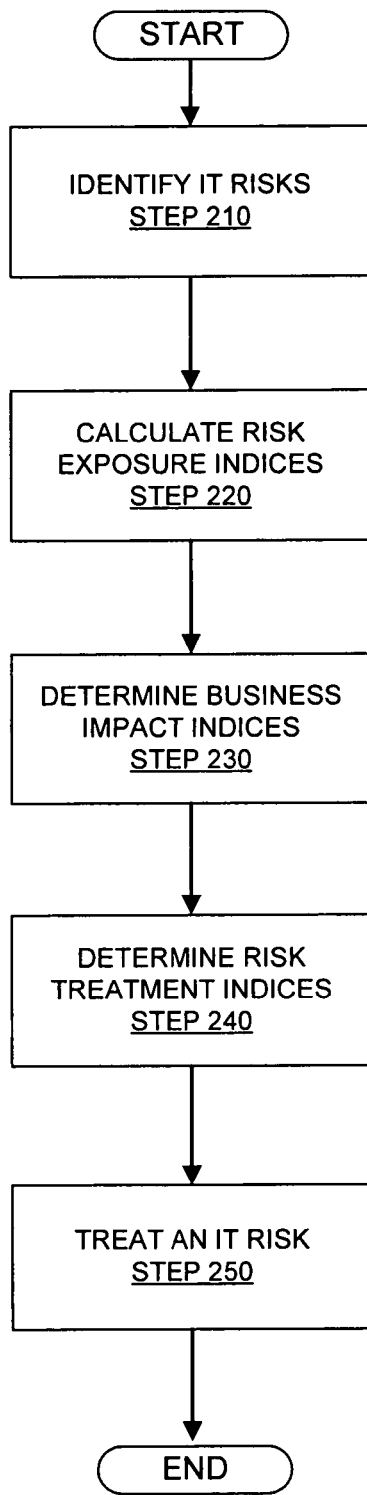 START
IDENTIFY IT RISKS
STEP 210
CALCULATE RISK
EXPOSURE INDICES
STEP 220
DETERMINE BUSINESS
IMPACT INDICES
STEP 230
DETERMINE RISK
TREATMENT INDICES
STEP 240
TREAT AN IT RISK
STEP 250
END